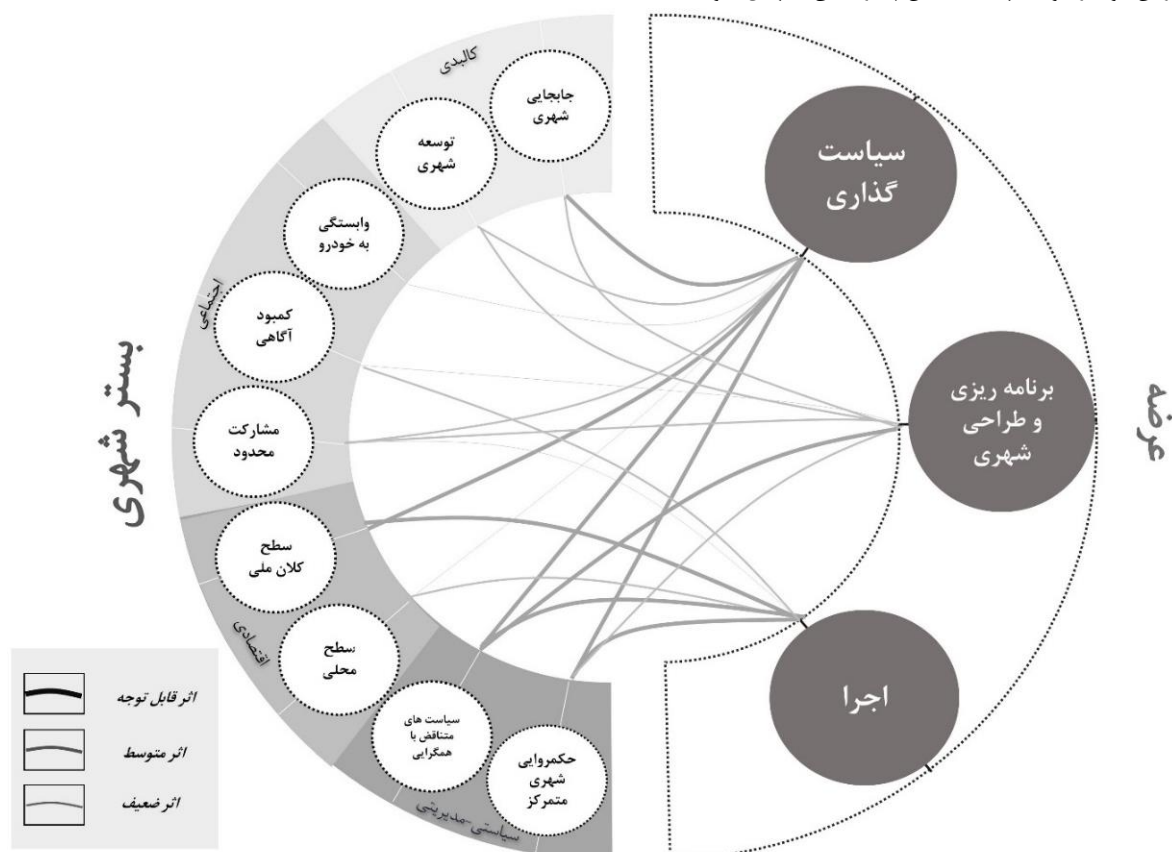 کالبدی
جابجایی
شهری
توسعه
شهری
وابستگی
به خودرو
اجتماعی
کمبود
آگاهی
مشارکت
محدود
بستر شهری
سطح
کلان ملی
اقتصادی
سطح
محلی
سیاست های
متناقض با
همگرایی
حکمروایی
شهری
متمرکز
سیاستی-مدیریتی
سیاست
گذاری
برنامه ریزی
و طراحی
شهری
عرضه
اجرا
اثر قابل توجه
اثر متوسط
اثر ضعیف